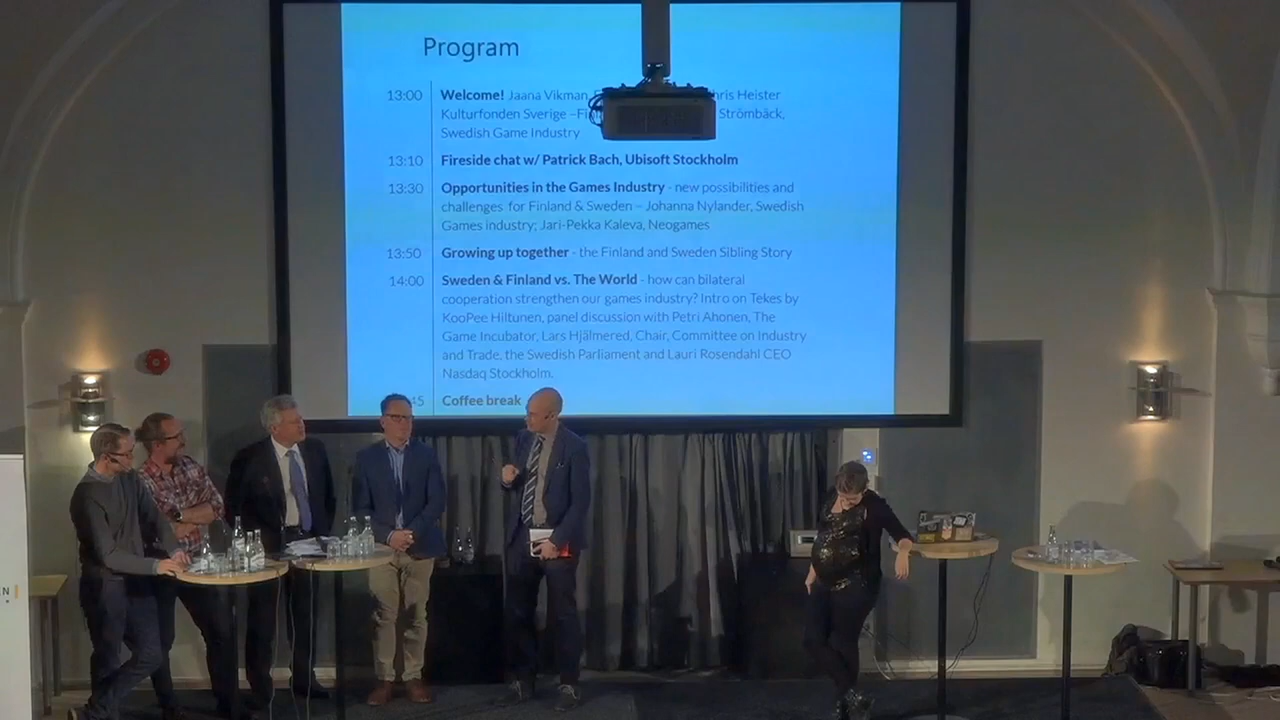 Program
13:00 Welcome! Jaana Vikman, hris Heister
Kulturfonden Sverige –Finl Strömbäck,
Swedish Game Industry
13:10 Fireside chat w/ Patrick Bach, Ubisoft Stockholm
13:30 Opportunities in the Games Industry - new possibilities and
challenges for Finland & Sweden – Johanna Nylander, Swedish
Games industry; Jari-Pekka Kaleva, Neogames
13:50 Growing up together - the Finland and Sweden Sibling Story
14:00 Sweden & Finland vs. The World - how can bilateral
cooperation strengthen our games industry? Intro on Tekes by
KooPee Hiltunen, panel discussion with Petri Ahonen, The
Game Incubator, Lars Hjälmered, Chair, Committee on Industry
and Trade, the Swedish Parliament and Lauri Rosendahl CEO
Nasdaq Stockholm.
45 Coffee break
EN